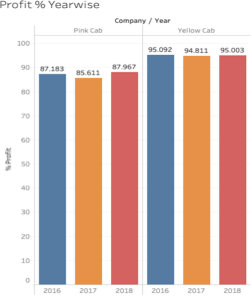 Profit % Yearwise
Company / Year
Pink Cab Yellow Cab
100
90
80
70
60
50
40
30
20
10
0
% Profit
87.183 85.611 87.967 95.092 94.811 95.003
2016 2017 2018 2016 2017 2018